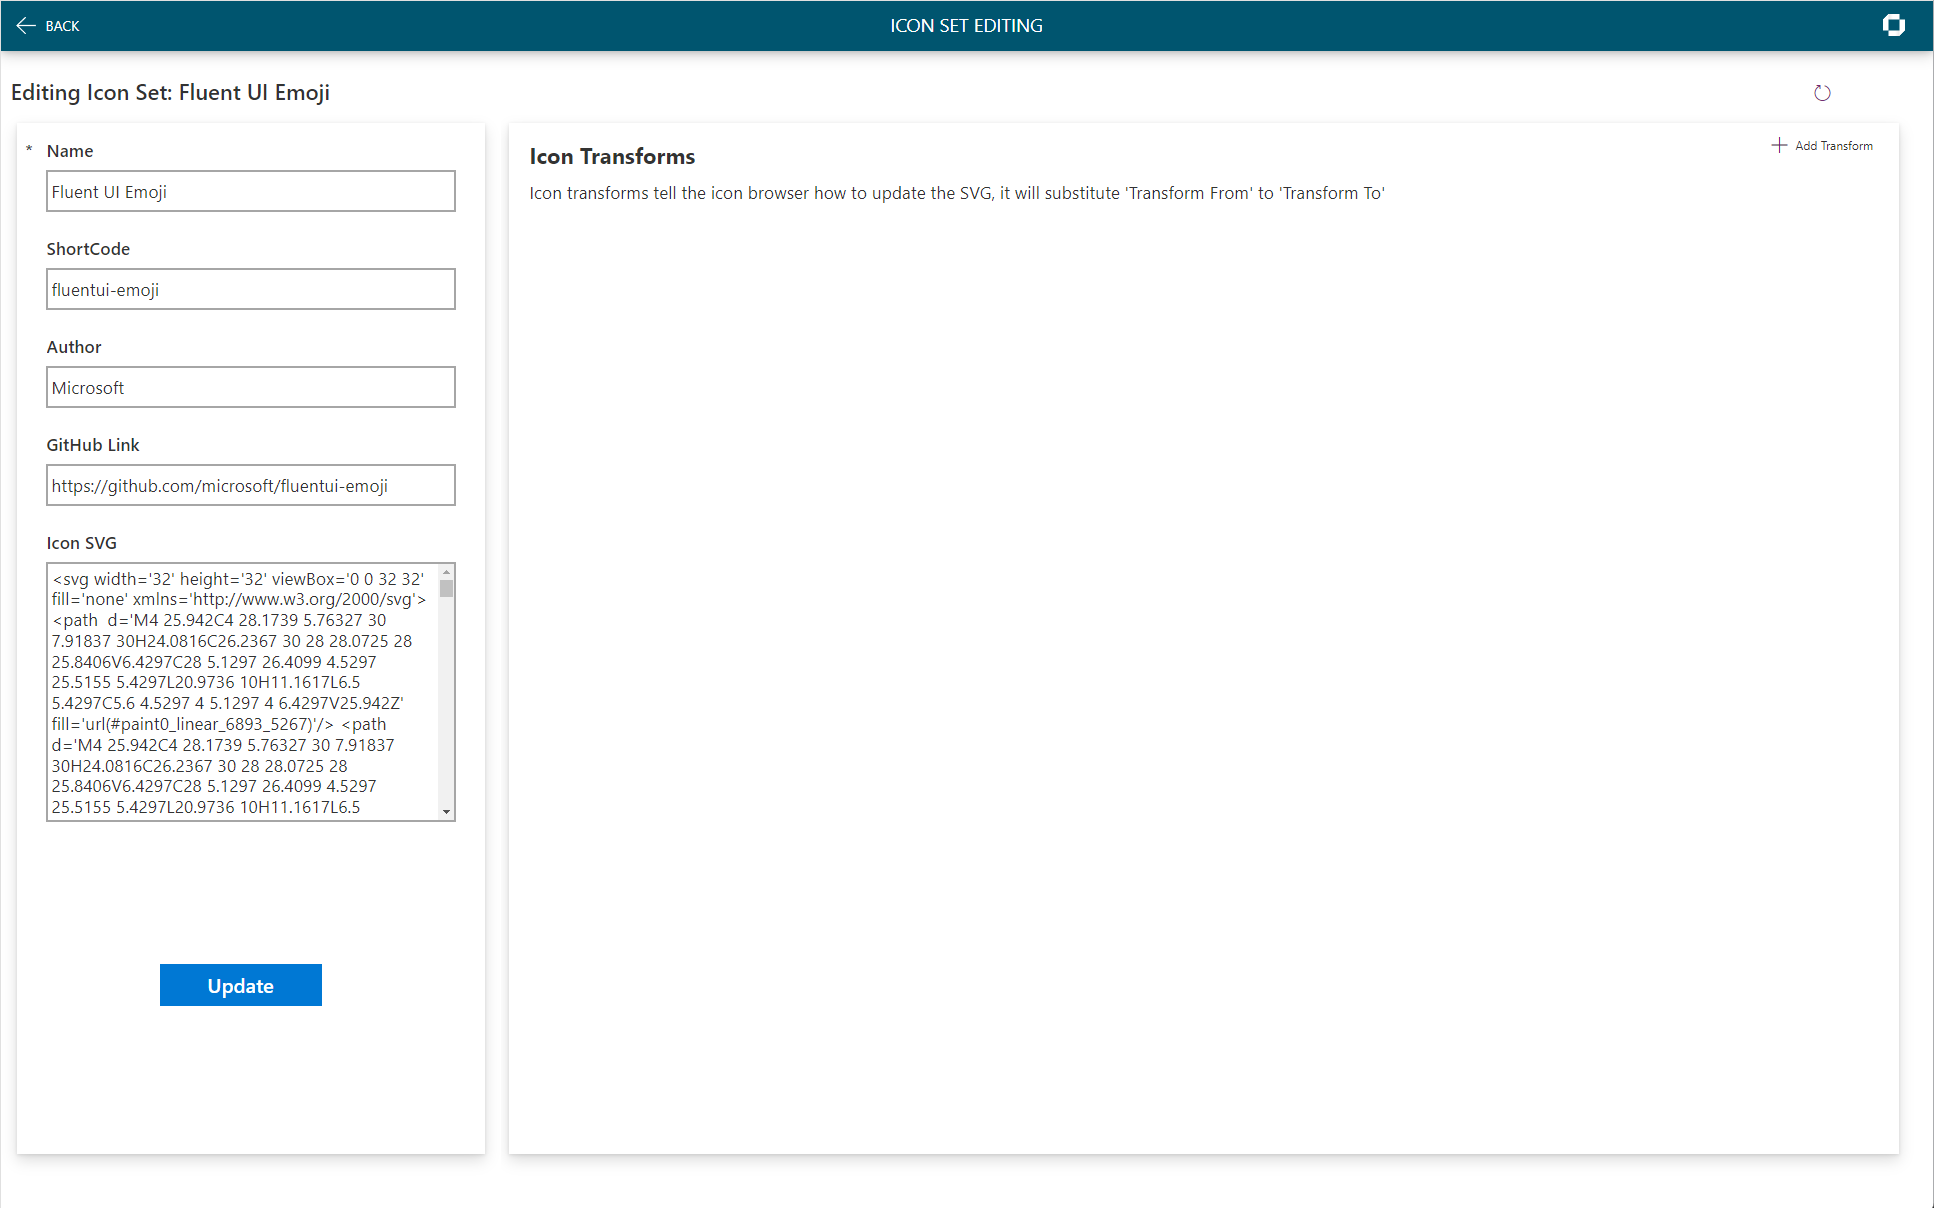 BACK
ICON SET EDITING
Editing Icon Set: Fluent UI Emoji
* Name
Fluent UI Emoji
ShortCode
fluentui-emoji
Author
Microsoft
GitHub Link
https://github.com/microsoft/fluentui-emoji
Icon SVG
<svg width='32' height='32' viewBox='0 0 32 32'
fill='none' xmlns='http://www.w3.org/2000/svg'>
<path  d='M4 25.942C4 28.1739 5.76327 30
7.91837 30H24.0816C26.2367 30 28 28.0725 28
25.8406V6.4297C28 5.1297 26.4099 4.5297
25.5155 5.4297L20.9736 10H11.1617L6.5
5.4297C5.6 4.5297 4 5.1297 4 6.4297V25.942Z'
fill='url(#paint0_linear_6893_5267)'/> <path
d='M4 25.942C4 28.1739 5.76327 30 7.91837
30H24.0816C26.2367 30 28 28.0725 28
25.8406V6.4297C28 5.1297 26.4099 4.5297
25.5155 5.4297L20.9736 10H11.1617L6.5
Update
Icon Transforms
Add Transform
Icon transforms tell the icon browser how to update the SVG, it will substitute 'Transform From' to 'Transform To'